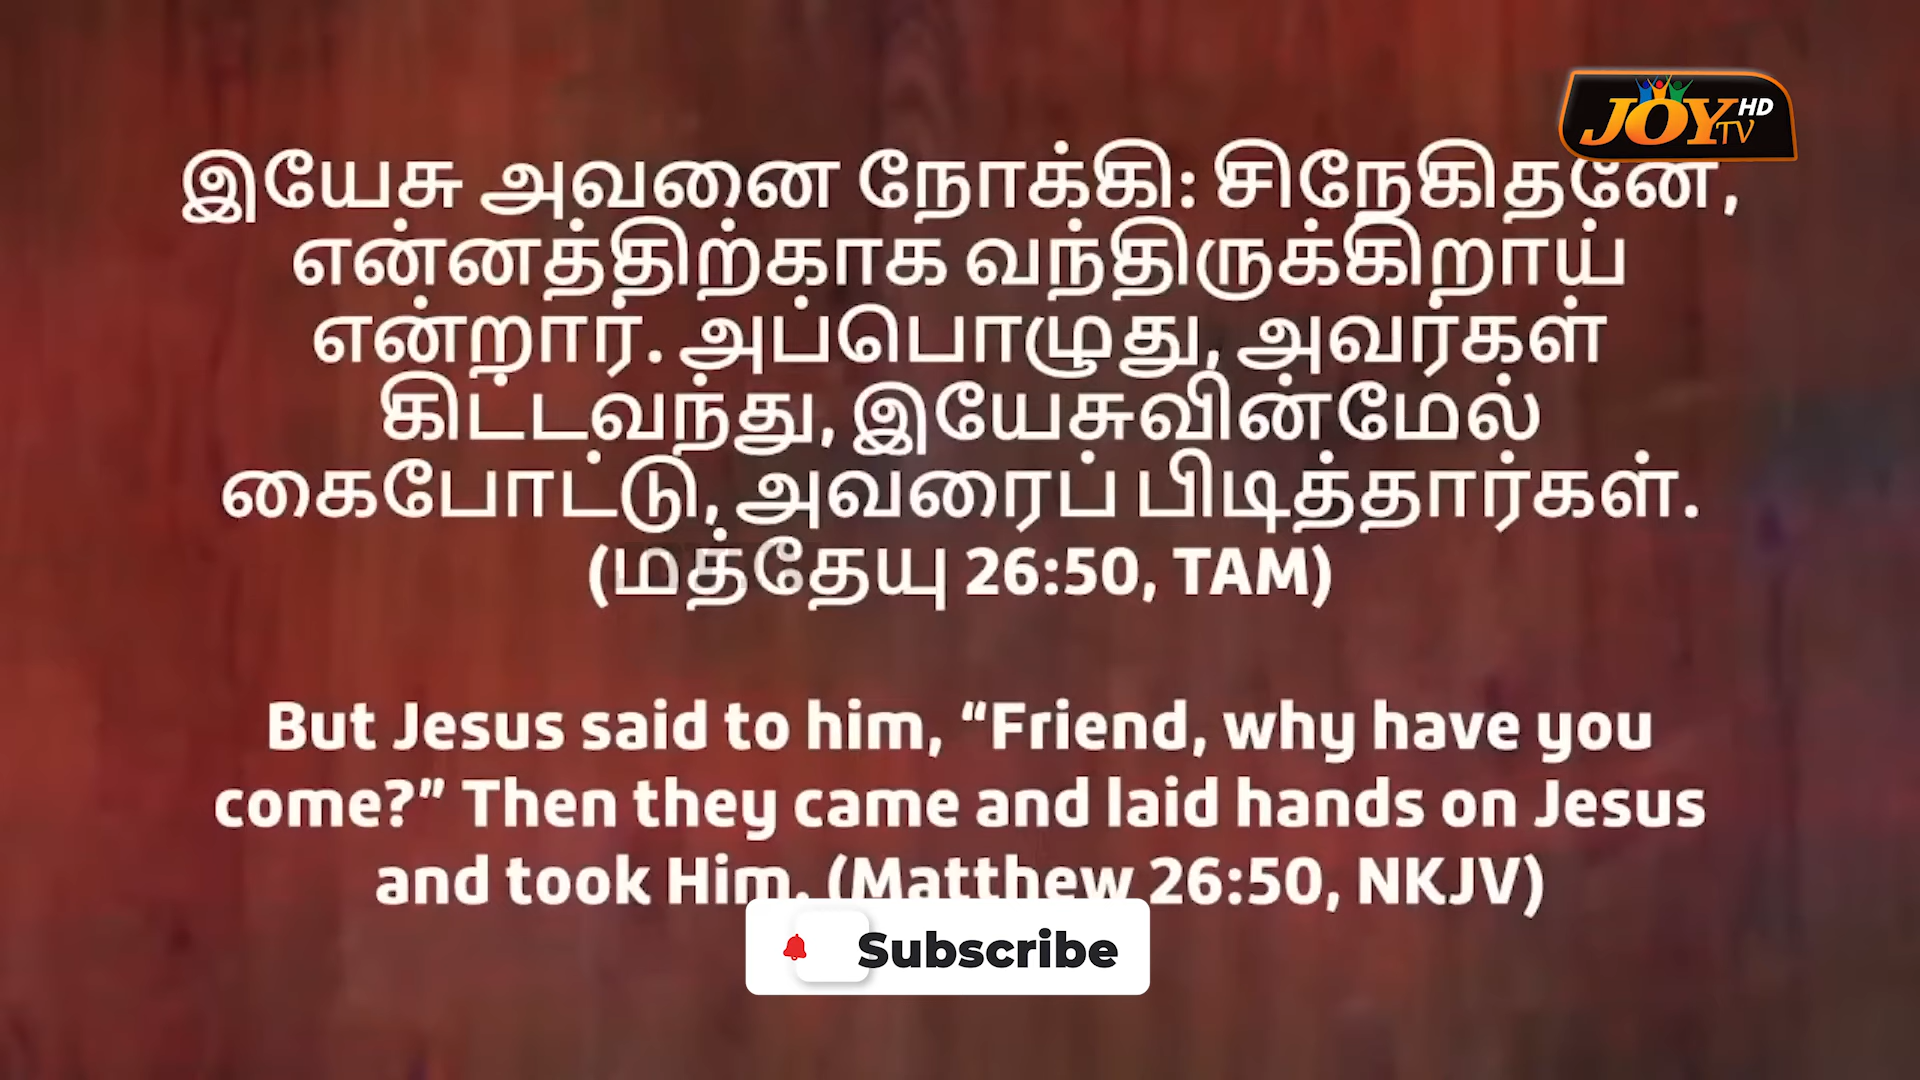 JOY TV HD
இயேசு அவனை நோக்கி: சிநேகிதனே,
என்னத்திற்காக வந்திருக்கிறாய்
என்றார். அப்பொழுது, அவர்கள்
கிட்டவந்து, இயேசுவின்மேல்
கைபோட்டு, அவரைப் பிடித்தார்கள்.
(மத்தேயு 26:50, TAM)
But Jesus said to him, “Friend, why have you
come?” Then they came and laid hands on Jesus
and took Him. (Matthew 26:50, NKJV)
Subscribe